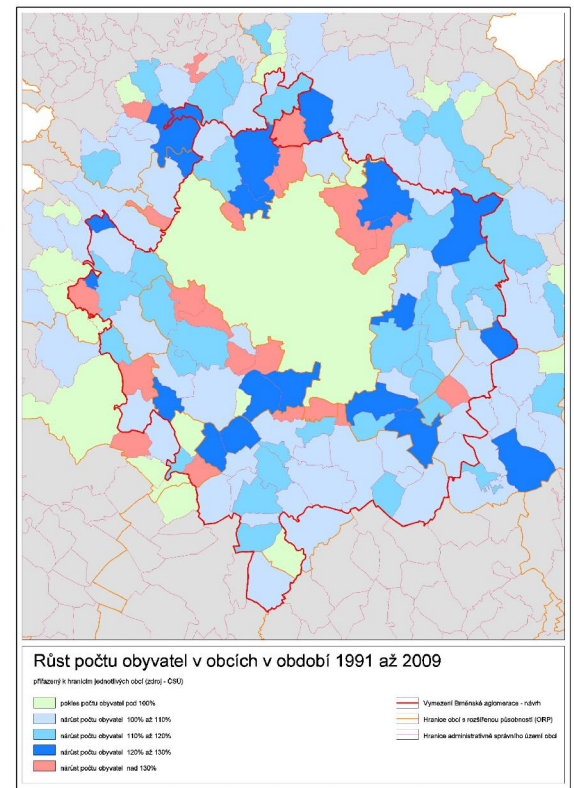 Růst počtu obyvatel v obcích v období 1991 až 2009
přiřazený k hranicím jednotlivých obcí (zdroj - ČSÚ)
pokles počtu obyvatel pod 100%
nárůst počtu obyvatel 100% až 110%
nárůst počtu obyvatel 110% až 120%
nárůst počtu obyvatel 120% až 130%
nárůst počtu obyvatel nad 130%
Vymezení Brněnské aglomerace - návrh
Hranice obcí s rozšířenou působností (ORP)
Hranice administrativně správního území obcí